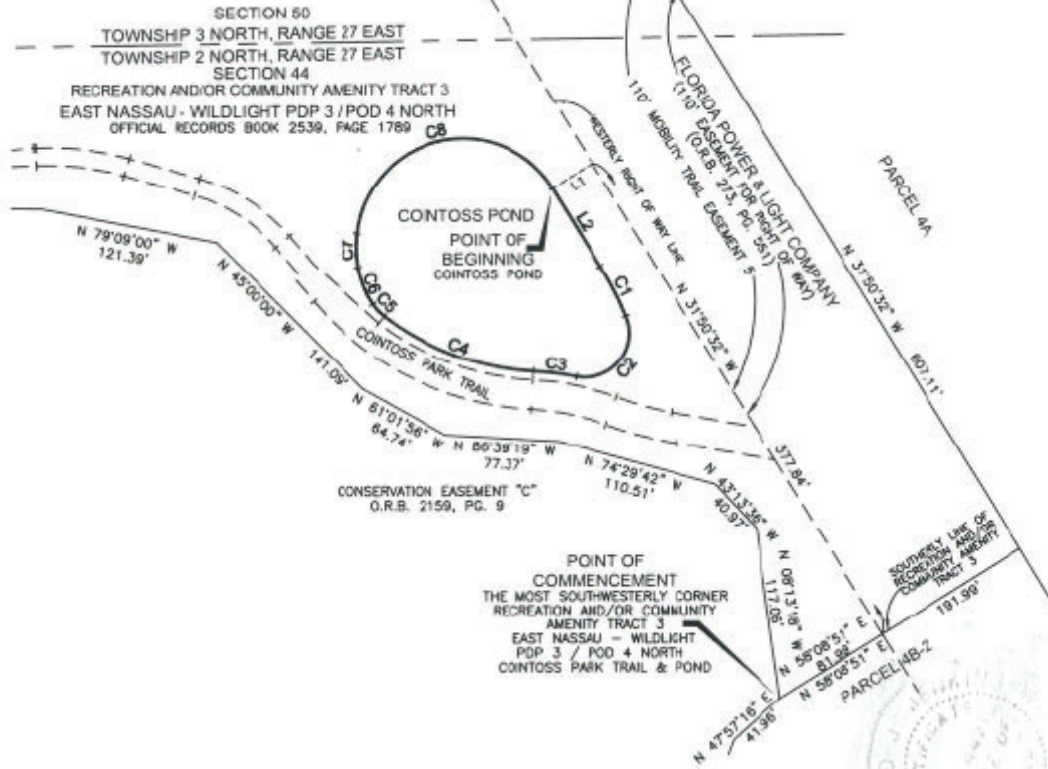 SECTION 50
TOWNSHIP 3 NORTH, RANGE 27 EAST
TOWNSHIP 2 NORTH, RANGE 27 EAST
SECTION 44
RECREATION AND/OR COMMUNITY AMENITY TRACT 3
EAST NASSAU - WILDLIGHT PDP 3 / POD 4 NORTH
OFFICIAL RECORDS BOOK 2539, PAGE 1789
C8
CONTOSS POND
POINT OF
BEGINNING
COINTOSS POND
L2
C1
C2
C3
C4
C5
C6
C7
WESTERLY RIGHT OF WAY LINE
N 31°50'32" W
377.84'
110' MOBILITY TRAIL EASEMENT 5
FLORIDA POWER & LIGHT COMPANY
(110' EASEMENT FOR RIGHT OF WAY)
(O.R.B. 273, PG. 551)
PARCEL 4A
N 37°50'32" W
607.11'
N 79°09'00" W
121.39'
N 45°00'00" W
141.09'
COINTOSS PARK TRAIL
N 61°01'56" W
64.74'
N 86°39'19" W
77.37'
N 74°29'42" W
110.51'
N 43°13'36" W
40.97'
N 08°13'18" W
117.06'
CONSERVATION EASEMENT "C"
O.R.B. 2159, PG. 9
POINT OF
COMMENCEMENT
THE MOST SOUTHWESTERLY CORNER
RECREATION AND/OR COMMUNITY
AMENITY TRACT 3
EAST NASSAU - WILDLIGHT
PDP 3 / POD 4 NORTH
COINTOSS PARK TRAIL & POND
SOUTHERLY LINE OF
RECREATION AND/OR
COMMUNITY AMENITY
TRACT 3
191.99'
N 58°08'51" E
81.99'
N 58°08'51" E
PARCEL 4B-2
N 47°57'16" E
41.96'